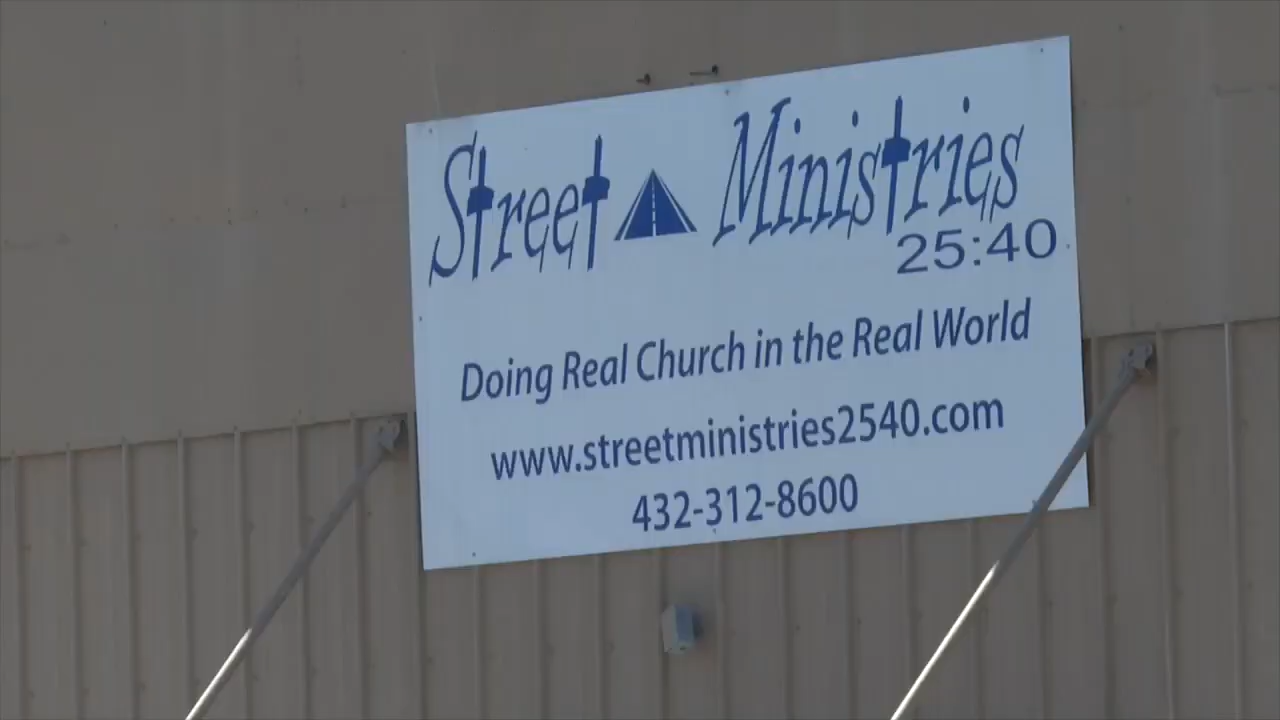 Street Ministries
25:40
Doing Real Church in the Real World
www.streetministries2540.com
432-312-8600